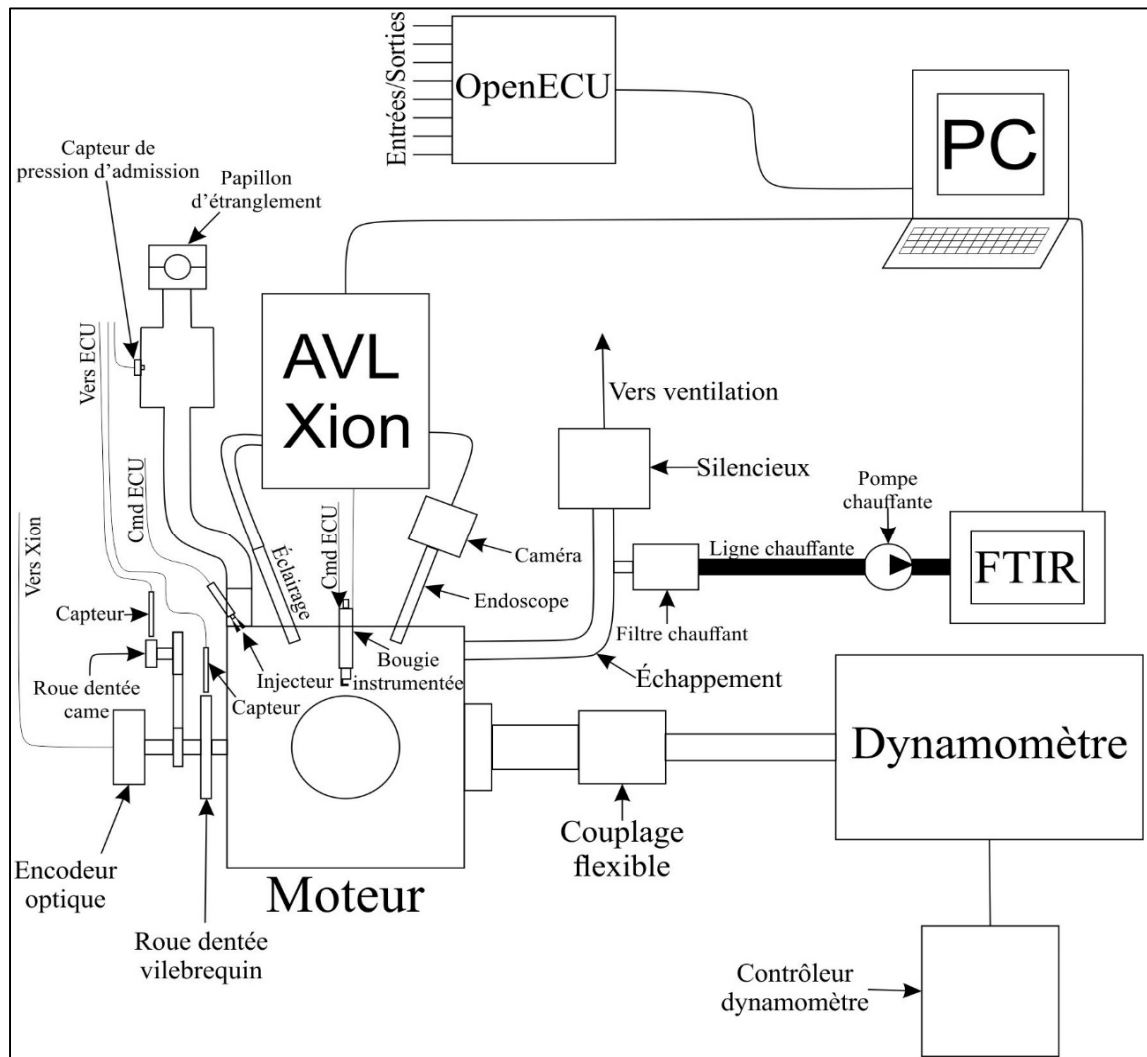 Entrées/Sorties
OpenECU
PC
Capteur de
pression d’admission
Papillon
d’étranglement
Vers ECU
AVL
Xion
Vers ventilation
Silencieux
Pompe
chauffante
Cmd ECU
Vers Xion
Éclairage
Cmd ECU
Caméra
Ligne chauffante
FTIR
Endoscope
Filtre chauffant
Capteur
Roue dentée
came
Injecteur
Capteur
Bougie
instrumentée
Échappement
Dynamomètre
Encodeur
optique
Moteur
Couplage
flexible
Roue dentée
vilebrequin
Contrôleur
dynamomètre